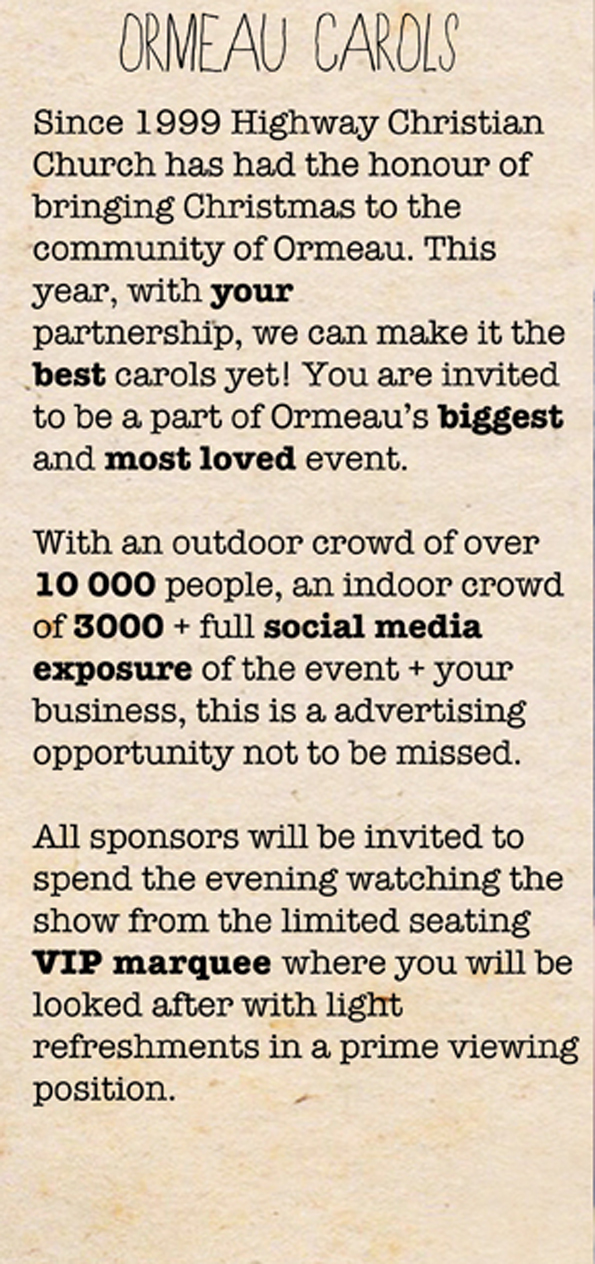 ORMEAU CAROLS
Since 1999 Highway Christian
Church has had the honour of
bringing Christmas to the
community of Ormeau. This
year, with your
partnership, we can make it the
best carols yet! You are invited
to be a part of Ormeau's biggest
and most loved event.
With an outdoor crowd of over
10 000 people, an indoor crowd
of 3000 + full social media
exposure of the event + your
business, this is a advertising
opportunity not to be missed.
All sponsors will be invited to
spend the evening watching the
show from the limited seating
VIP marquee where you will be
looked after with light
refreshments in a prime viewing
position.